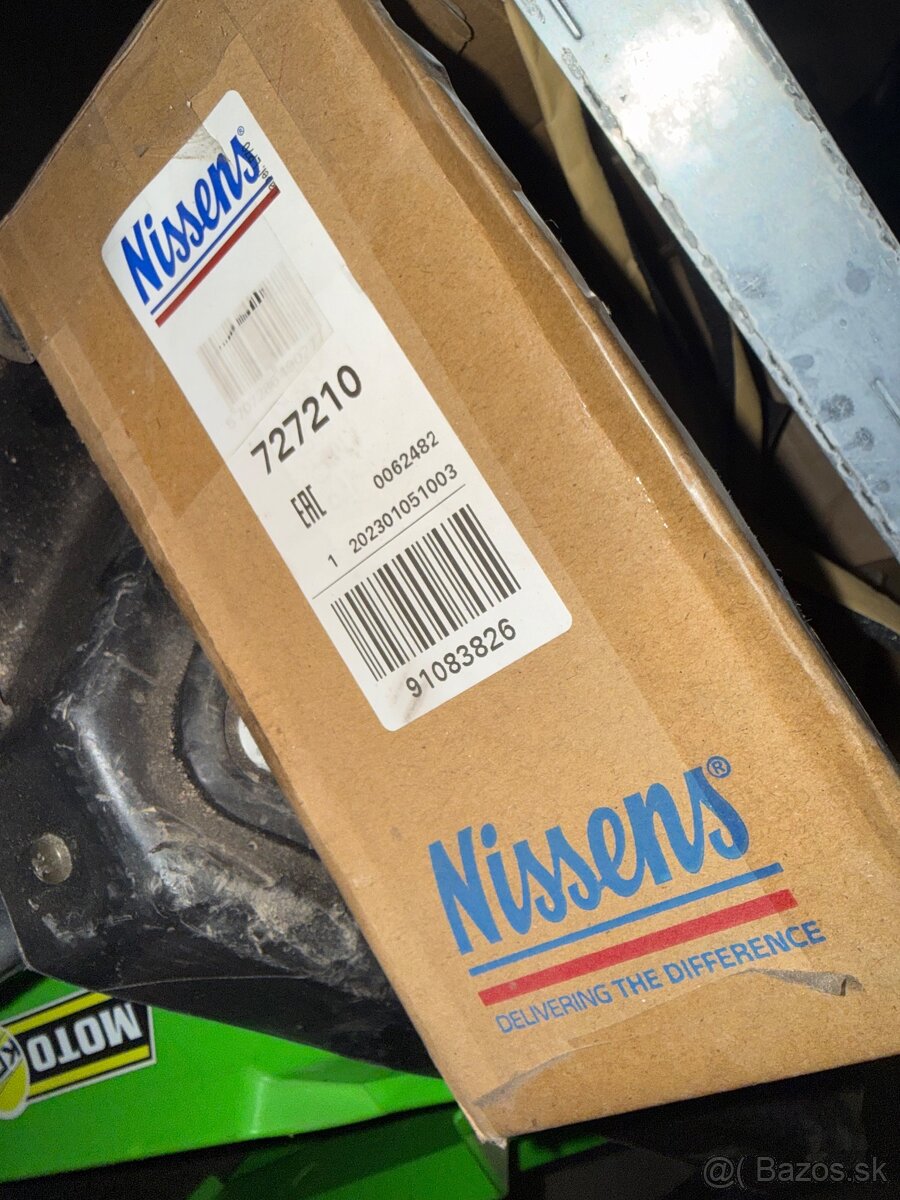 Nissens®
727210
EAC
0062482
1 202301051003
91083826
Nissens®
DELIVERING THE DIFFERENCE
MOTO
@( Bazos.sk